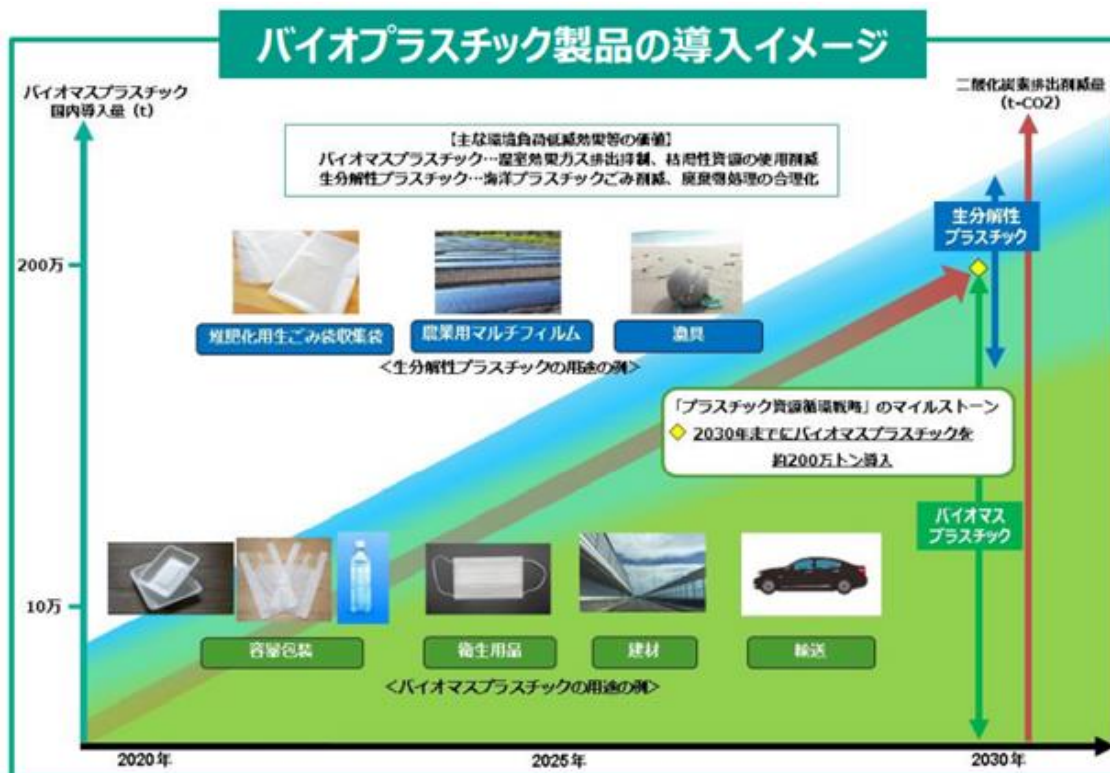 バイオプラスチック製品の導入イメージ
バイオマスプラスチック
国内導入量（t）
二酸化炭素排出削減量
（t-CO2）
【主な環境負荷低減効果等の価値】
バイオマスプラスチック…温室効果ガス排出抑制、枯渇性資源の使用削減
生分解性プラスチック…海洋プラスチックごみ削減、廃棄物処理の合理化
生分解性
プラスチック
200万
堆肥化用生ごみ袋収集袋
農業用マルチフィルム
漁具
＜生分解性プラスチックの用途の例＞
「プラスチック資源循環戦略」のマイルストーン
2030年までにバイオマスプラスチックを
約200万トン導入
バイオマス
プラスチック
10万
容器包装
衛生用品
建材
輸送
＜バイオマスプラスチックの用途の例＞
2020年
2025年
2030年